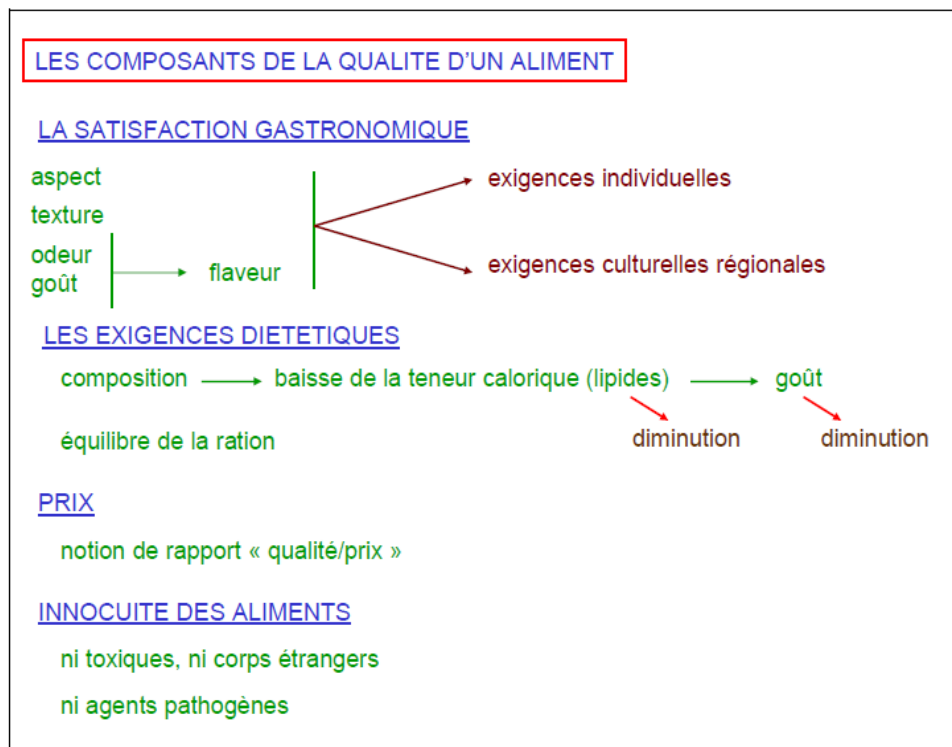 LES COMPOSANTS DE LA QUALITE D'UN ALIMENT
LA SATISFACTION GASTRONOMIQUE
aspect
exigences individuelles
texture
odeur
goût
flaveur
exigences culturelles régionales
LES EXIGENCES DIETETIQUES
composition baisse de la teneur calorique (lipides) goût
équilibre de la ration diminution diminution
PRIX
notion de rapport « qualité/prix »
INNOCUITE DES ALIMENTS
ni toxiques, ni corps étrangers
ni agents pathogènes